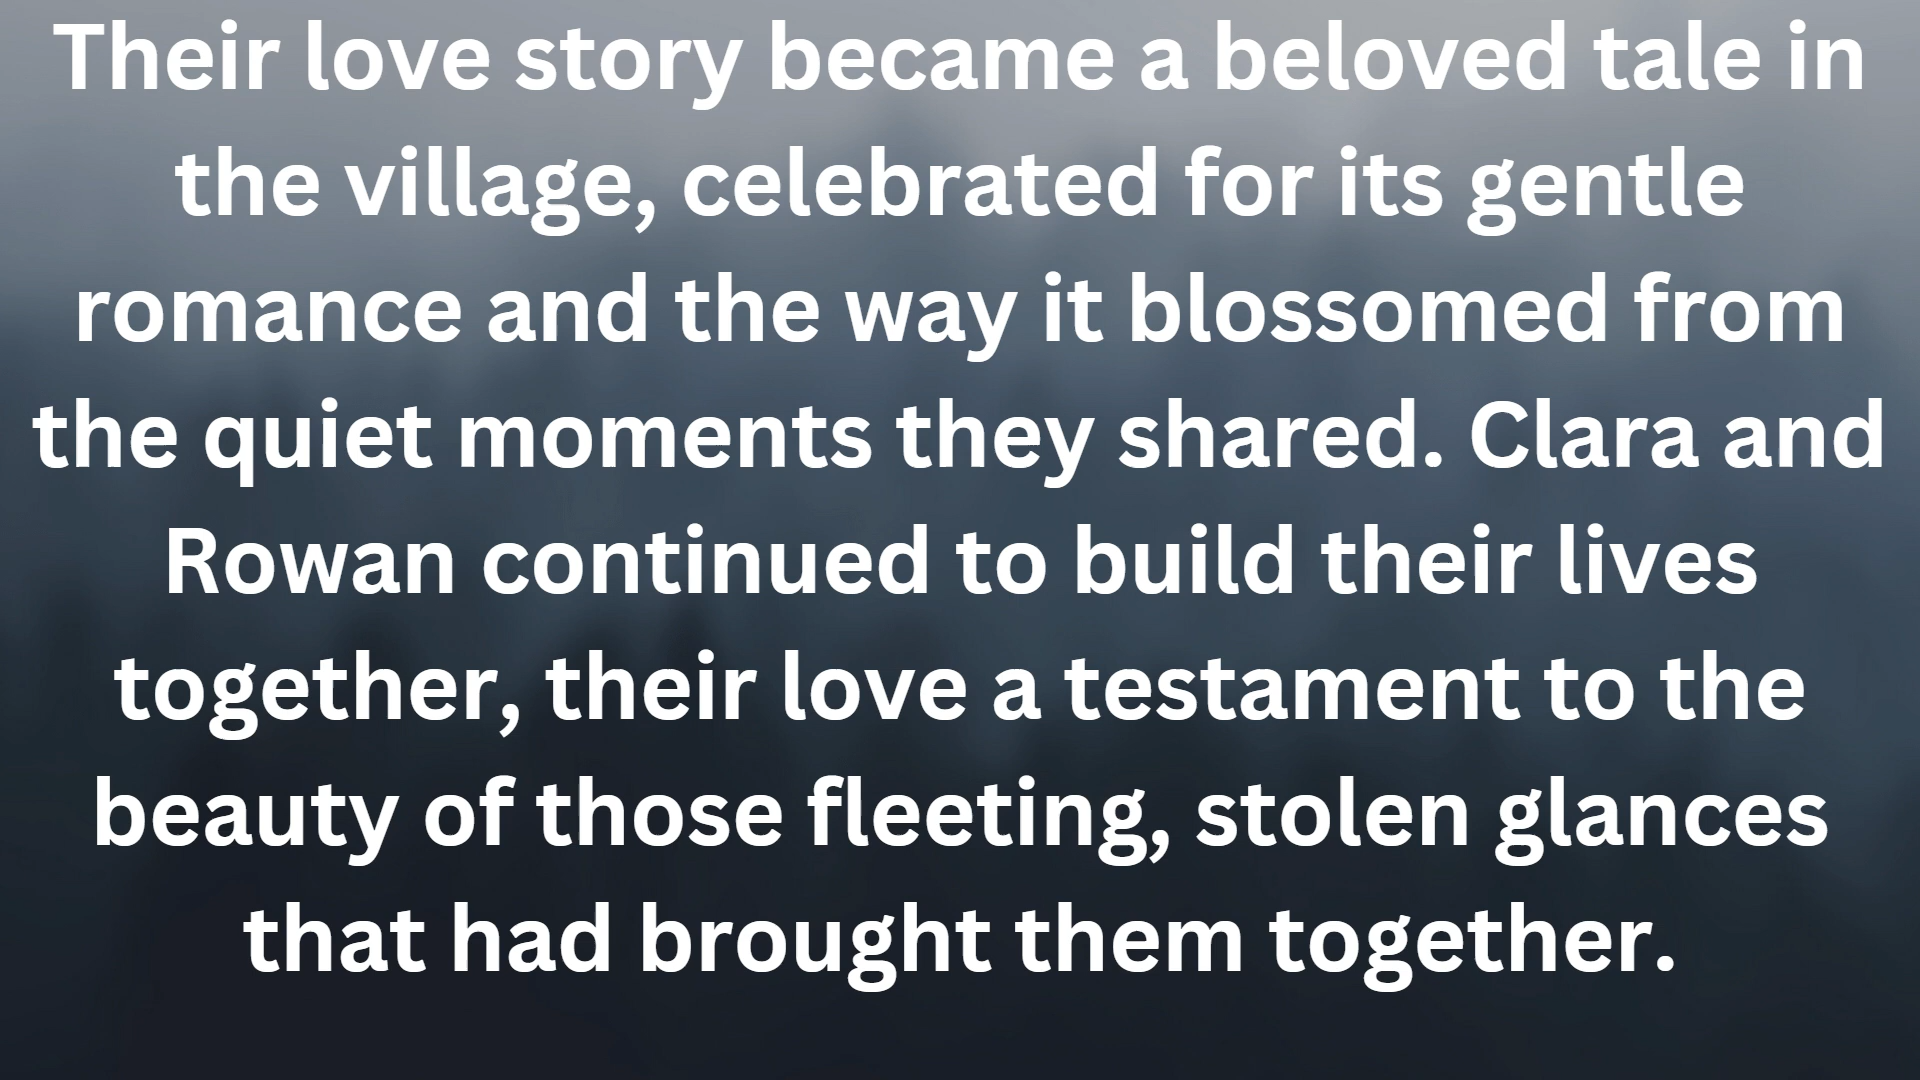 Their love story became a beloved tale in
the village, celebrated for its gentle
romance and the way it blossomed from
the quiet moments they shared. Clara and
Rowan continued to build their lives
together, their love a testament to the
beauty of those fleeting, stolen glances
that had brought them together.